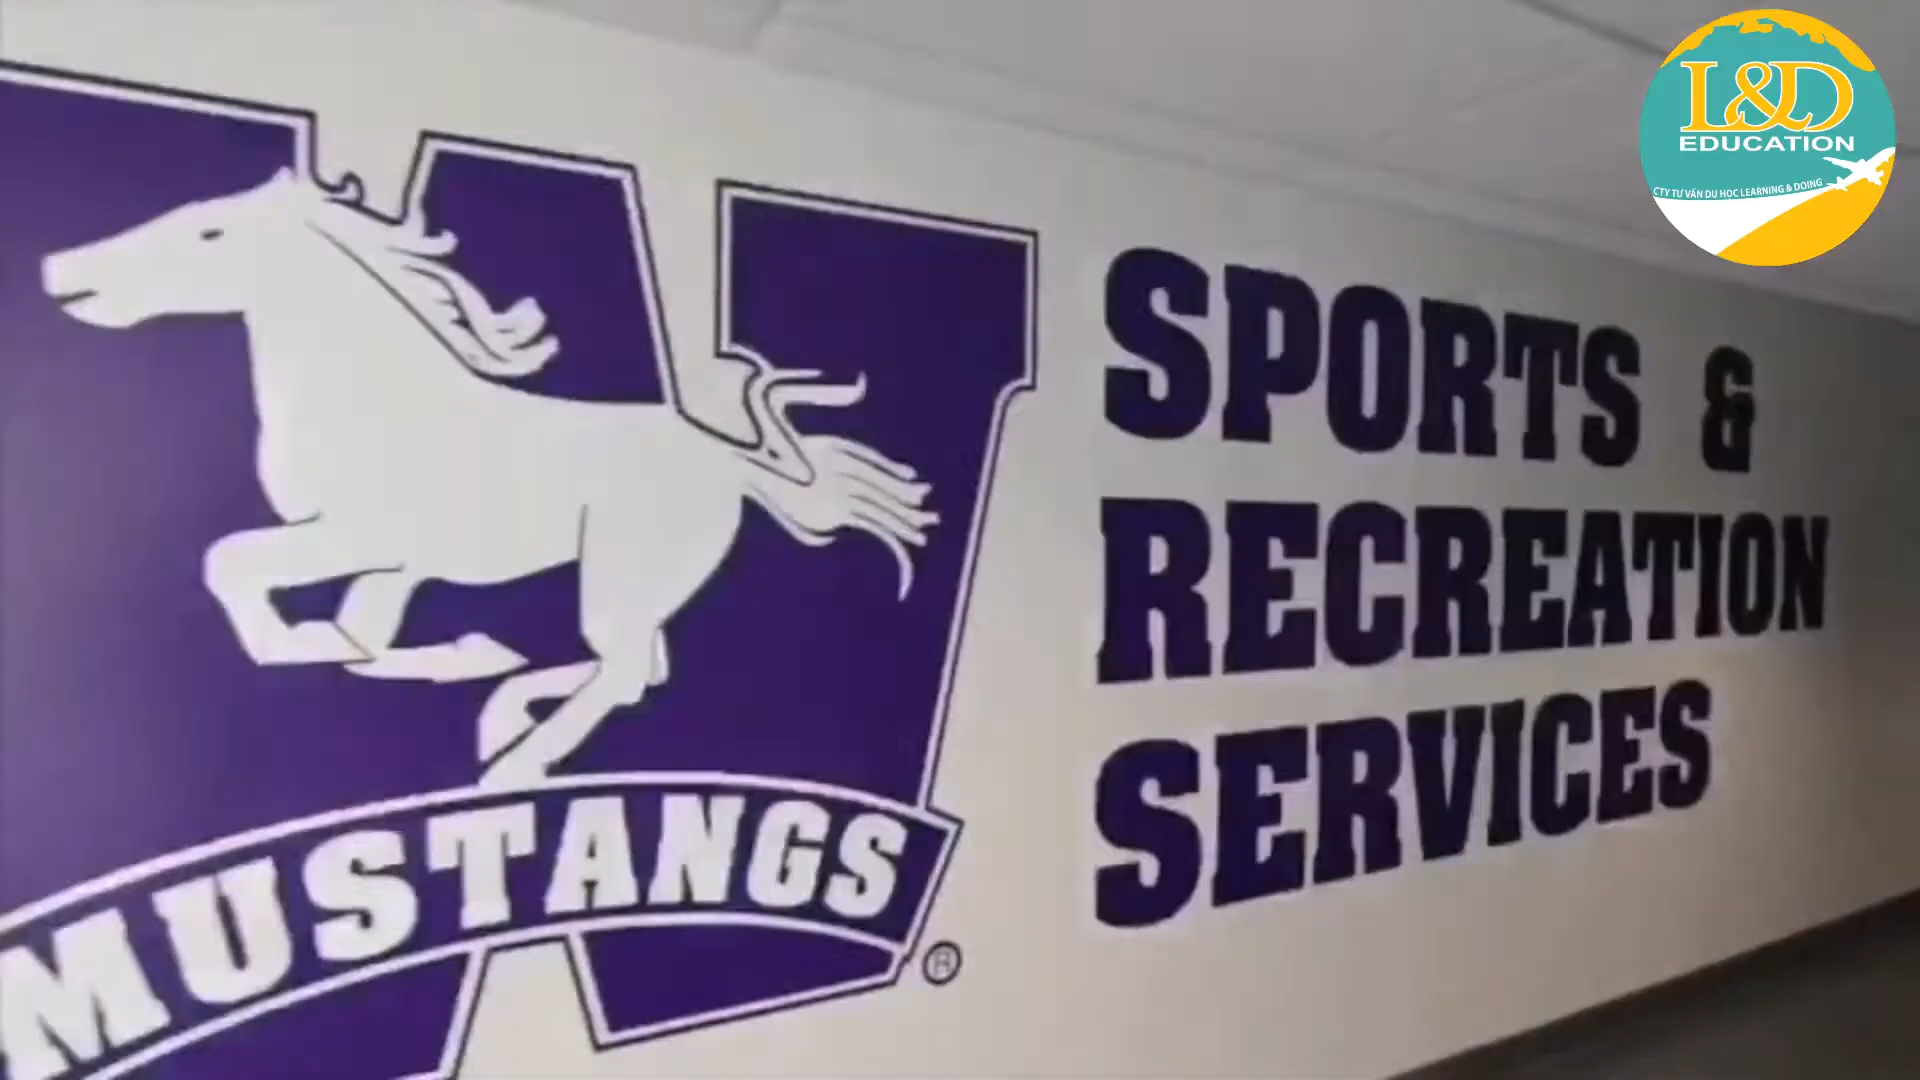 L&D
EDUCATION
CTY TƯ VẤN DU HỌC LEARNING & DOING
SPORTS &
RECREATION
SERVICES
MUSTANGS
®